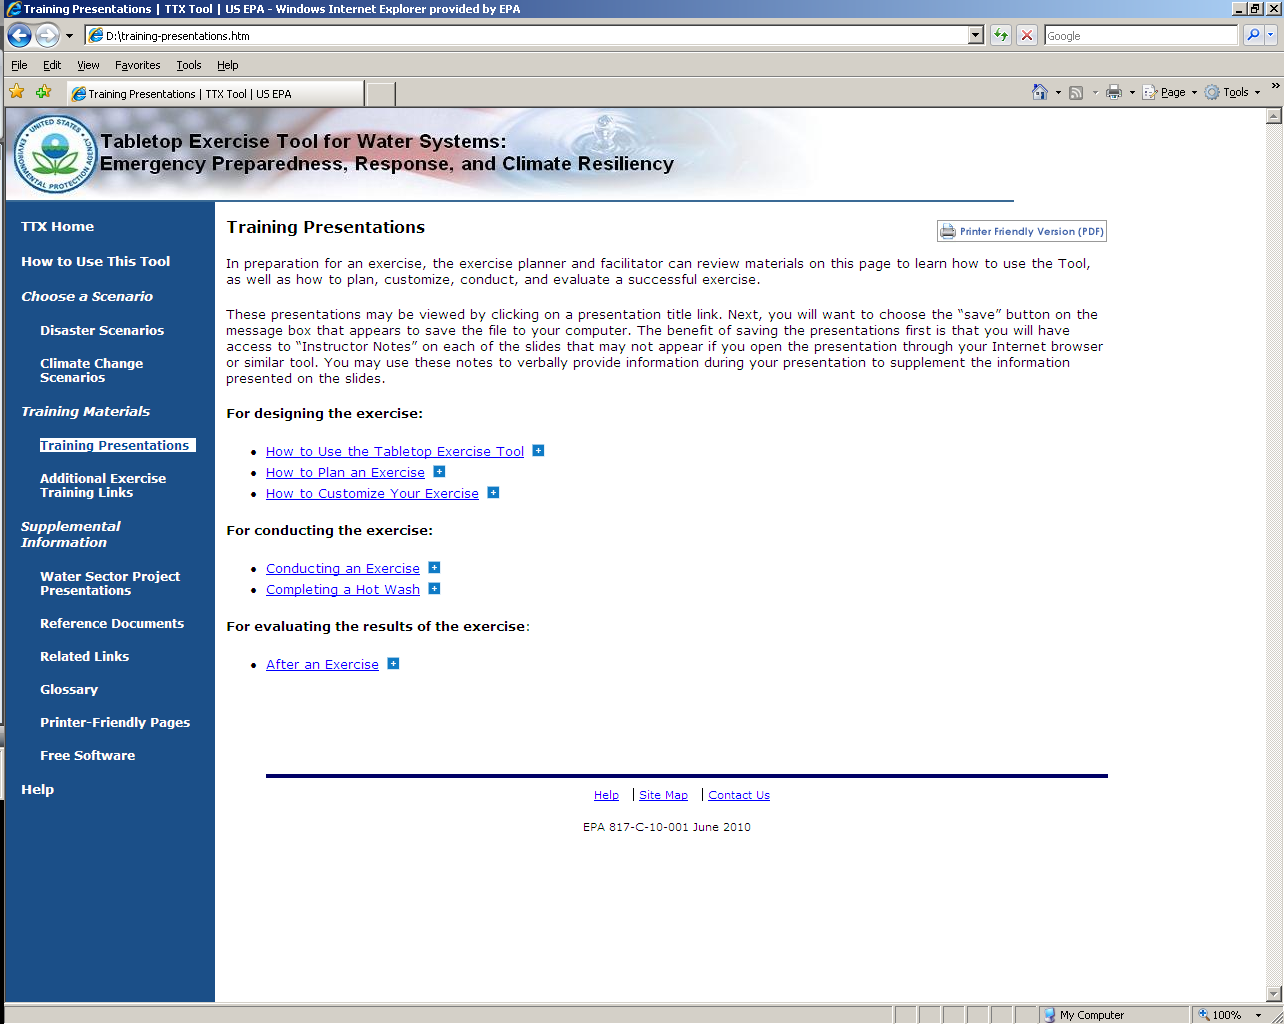 Training Presentations | TTX Tool | US EPA - Windows Internet Explorer provided by EPA
D:\training-presentations.htm
Google
File Edit View Favorites Tools Help
Training Presentations | TTX Tool | US EPA
Page Tools
UNITED STATES ENVIRONMENTAL PROTECTION AGENCY
Tabletop Exercise Tool for Water Systems:
Emergency Preparedness, Response, and Climate Resiliency
TTX Home
How to Use This Tool
Choose a Scenario
Disaster Scenarios
Climate Change
Scenarios
Training Materials
Training Presentations
Additional Exercise
Training Links
Supplemental
Information
Water Sector Project
Presentations
Reference Documents
Related Links
Glossary
Printer-Friendly Pages
Free Software
Help
Training Presentations
Printer Friendly Version (PDF)
In preparation for an exercise, the exercise planner and facilitator can review materials on this page to learn how to use the Tool,
as well as how to plan, customize, conduct, and evaluate a successful exercise.
These presentations may be viewed by clicking on a presentation title link. Next, you will want to choose the “save” button on the
message box that appears to save the file to your computer. The benefit of saving the presentations first is that you will have
access to “Instructor Notes” on each of the slides that may not appear if you open the presentation through your Internet browser
or similar tool. You may use these notes to verbally provide information during your presentation to supplement the information
presented on the slides.
For designing the exercise:
• How to Use the Tabletop Exercise Tool
• How to Plan an Exercise
• How to Customize Your Exercise
For conducting the exercise:
• Conducting an Exercise
• Completing a Hot Wash
For evaluating the results of the exercise:
• After an Exercise
Help | Site Map | Contact Us
EPA 817-C-10-001 June 2010
My Computer
100%